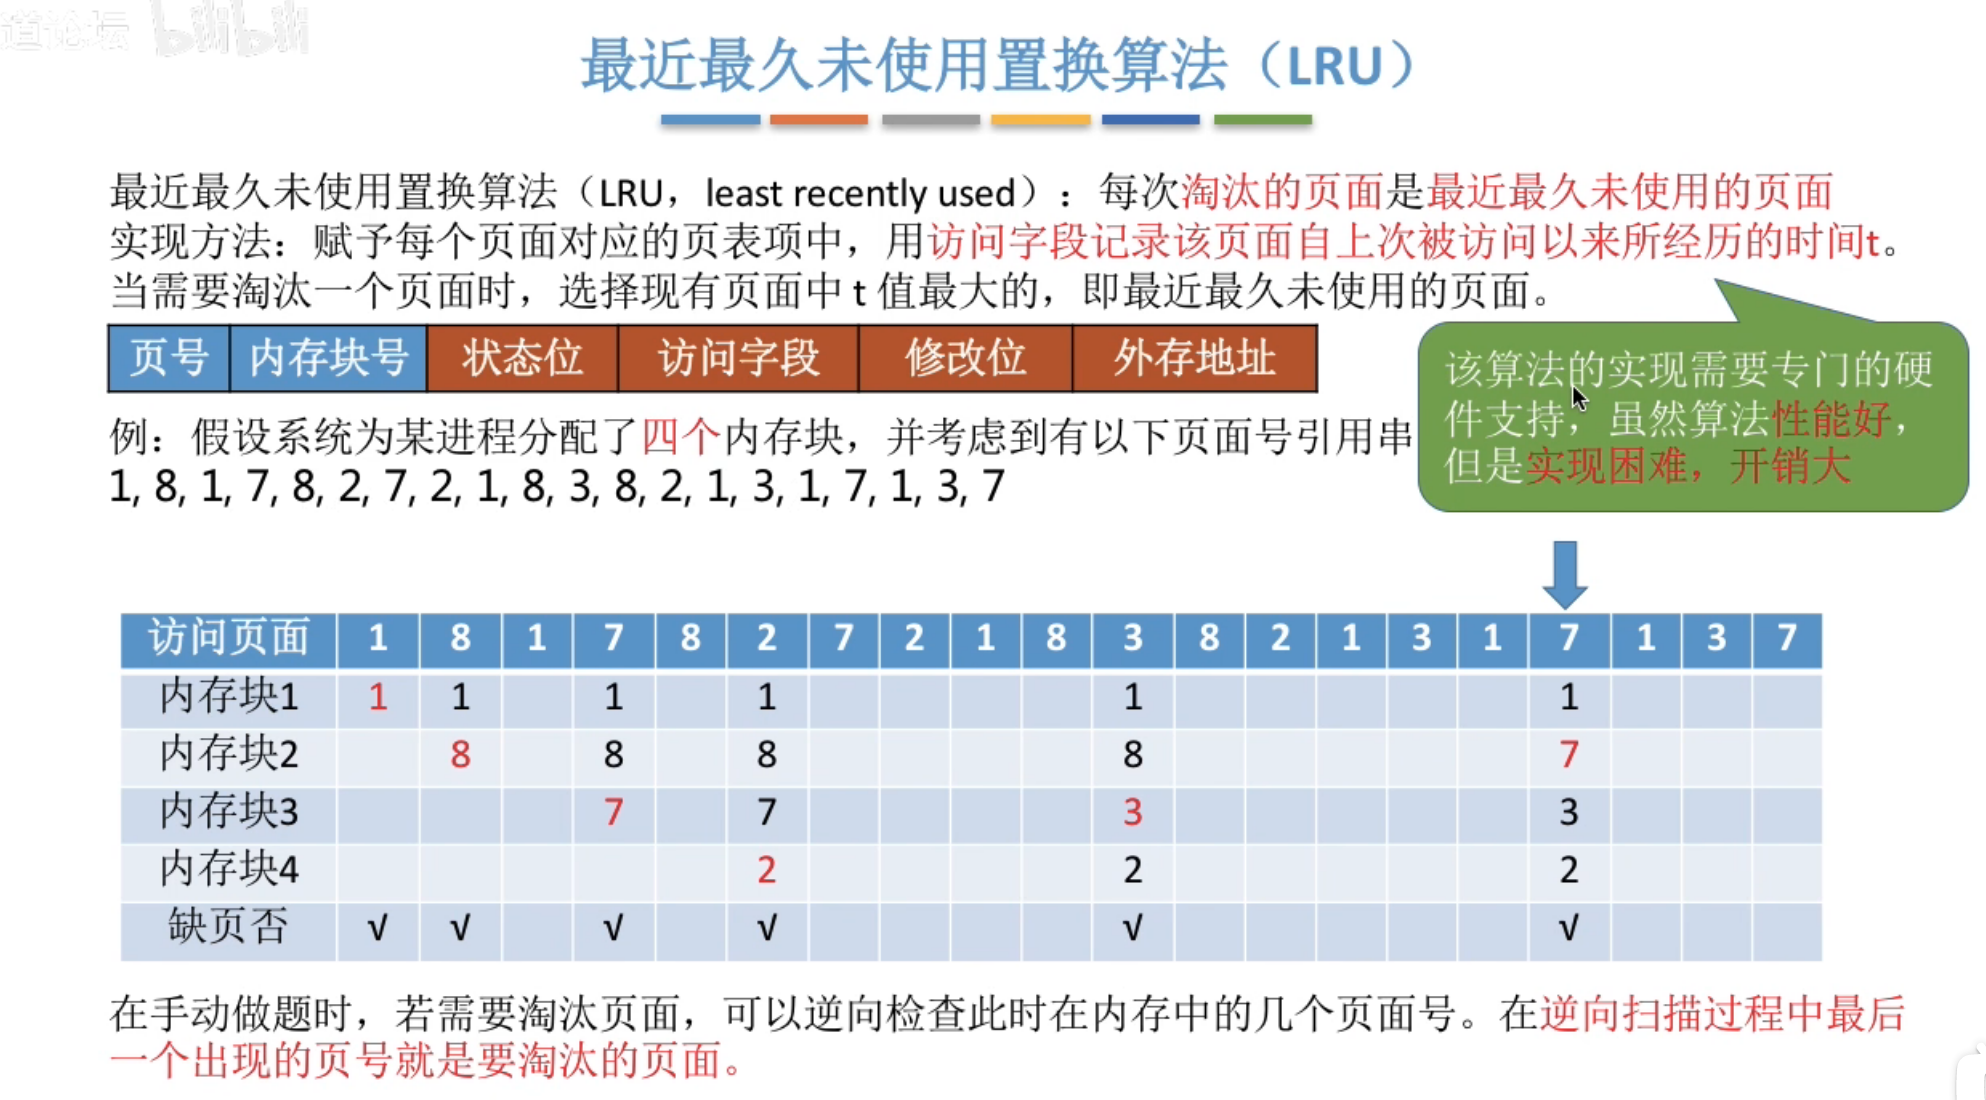 道论坛 bilibili
最近最久未使用置换算法（LRU）
最近最久未使用置换算法（LRU，least recently used）：每次淘汰的页面是最近最久未使用的页面
实现方法：赋予每个页面对应的页表项中，用访问字段记录该页面自上次被访问以来所经历的时间t。
当需要淘汰一个页面时，选择现有页面中 t 值最大的，即最近最久未使用的页面。
页号 内存块号 状态位 访问字段 修改位 外存地址
该算法的实现需要专门的硬
件支持，虽然算法性能好，
但是实现困难，开销大
例：假设系统为某进程分配了四个内存块，并考虑到有以下页面号引用串
1, 8, 1, 7, 8, 2, 7, 2, 1, 8, 3, 8, 2, 1, 3, 1, 7, 1, 3, 7
访问页面 1 8 1 7 8 2 7 2 1 8 3 8 2 1 3 1 7 1 3 7
内存块1 1 1 1 1 1 1
内存块2 8 8 8 8 7
内存块3 7 7 3 3
内存块4 2 2 2
缺页否 √ √ √ √ √ √
在手动做题时，若需要淘汰页面，可以逆向检查此时在内存中的几个页面号。在逆向扫描过程中最后
一个出现的页号就是要淘汰的页面。